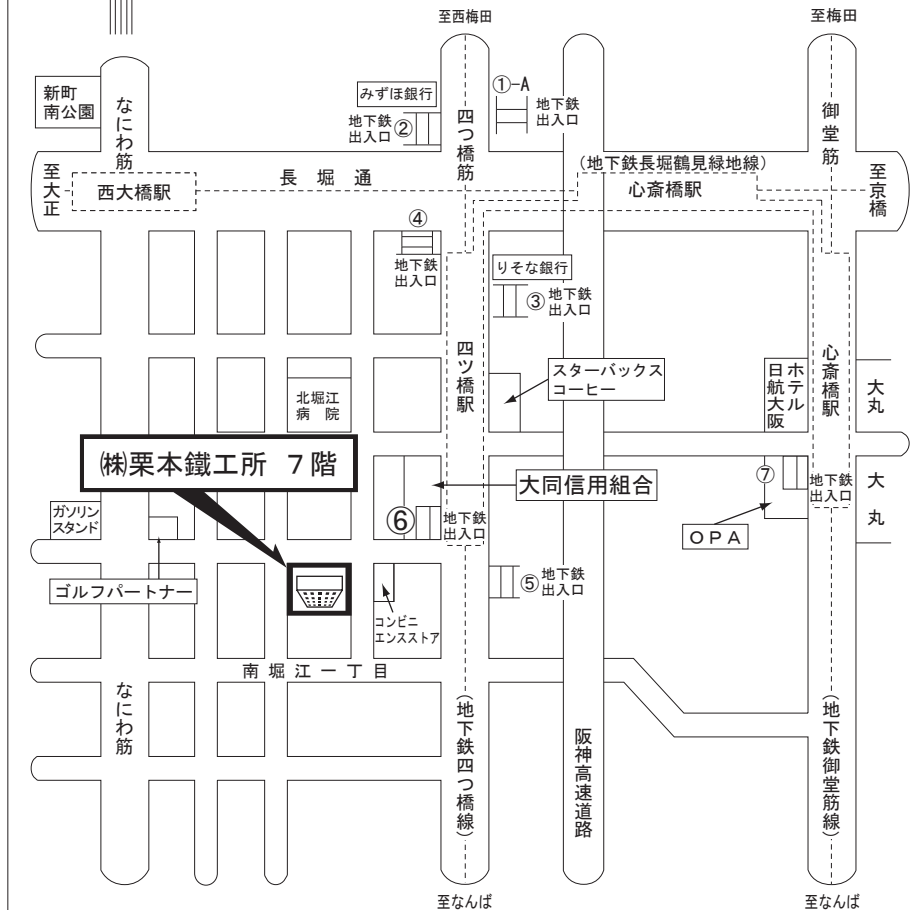 至西梅田
至梅田
新町
南公園
なにわ筋
みずほ銀行
地下鉄
出入口
②
四つ橋筋
①-A
地下鉄
出入口
御堂筋
至大正
西大橋駅
長堀通
(地下鉄長堀鶴見緑地線)
心斎橋駅
至京橋
④
地下鉄
出入口
りそな銀行
③
地下鉄
出入口
四ツ橋駅
スターバックス
コーヒー
北堀江
病院
ホテル
日航大阪
心斎橋駅
大丸
㈱栗本鐵工所 7階
大同信用組合
⑥
地下鉄
出入口
⑦
地下鉄
出入口
大丸
OPA
ガソリン
スタンド
ゴルフパートナー
コンビニ
エンスストア
⑤
地下鉄
出入口
南堀江一丁目
なにわ筋
(地下鉄四つ橋線)
阪神高速道路
(地下鉄御堂筋線)
至なんば
至なんば